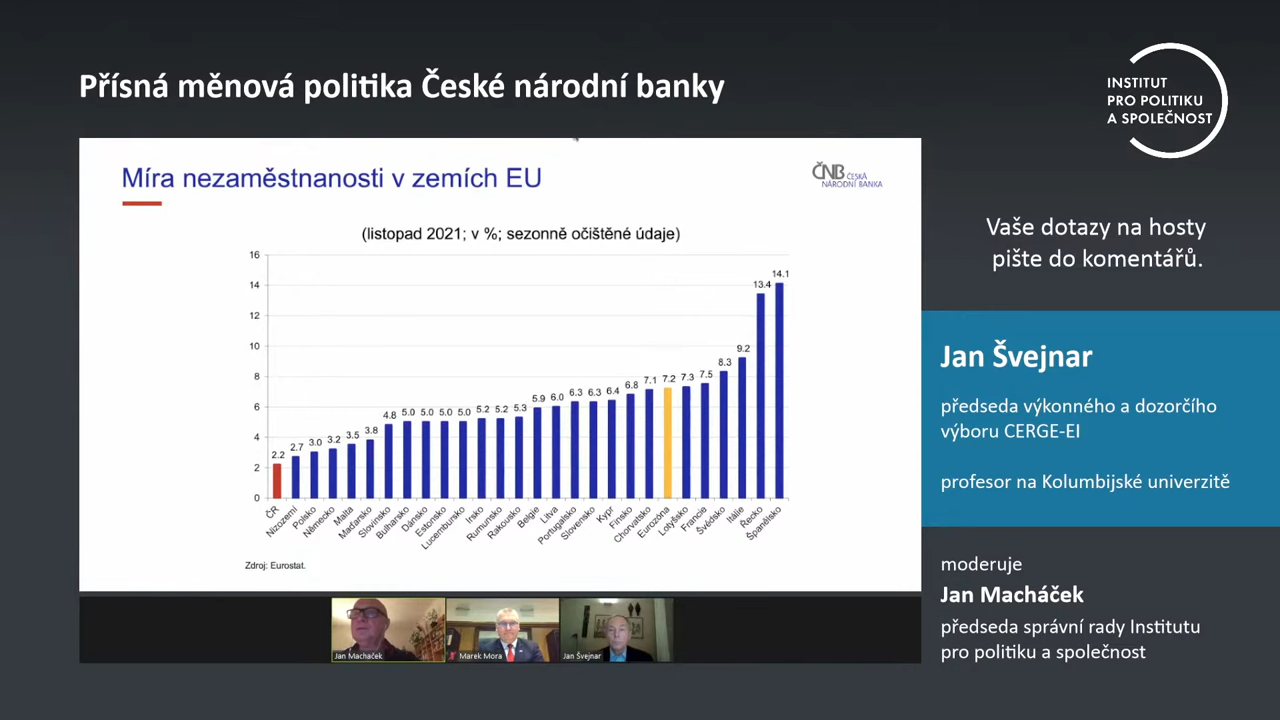 Přísná měnová politika České národní banky
INSTITUT
PRO POLITIKU
A SPOLEČNOST
Míra nezaměstnanosti v zemích EU
ČNB ČESKÁ
NÁRODNÍ BANKA
(listopad 2021; v %; sezonně očištěné údaje)
16
14
12
10
8
6
4
2
0
2.2
2.7
3.0
3.2
3.5
3.8
4.8
5.0
5.0
5.0
5.0
5.2
5.2
5.3
5.9
6.0
6.3
6.3
6.4
6.8
7.1
7.2
7.3
7.5
8.3
9.2
13.4
14.1
ČR
Nizozemí
Polsko
Německo
Malta
Maďarsko
Slovinsko
Bulharsko
Dánsko
Estonsko
Lucembursko
Irsko
Rumunsko
Rakousko
Belgie
Litva
Portugalsko
Slovensko
Kypr
Finsko
Chorvatsko
Eurozóna
Lotyšsko
Francie
Švédsko
Itálie
Řecko
Španělsko
Zdroj: Eurostat.
Jan Macháček
Marek Mora
Jan Švejnar
Vaše dotazy na hosty
pište do komentářů.
Jan Švejnar
předseda výkonného a dozorčího
výboru CERGE-EI
profesor na Kolumbijské univerzitě
moderuje
Jan Macháček
předseda správní rady Institutu
pro politiku a společnost